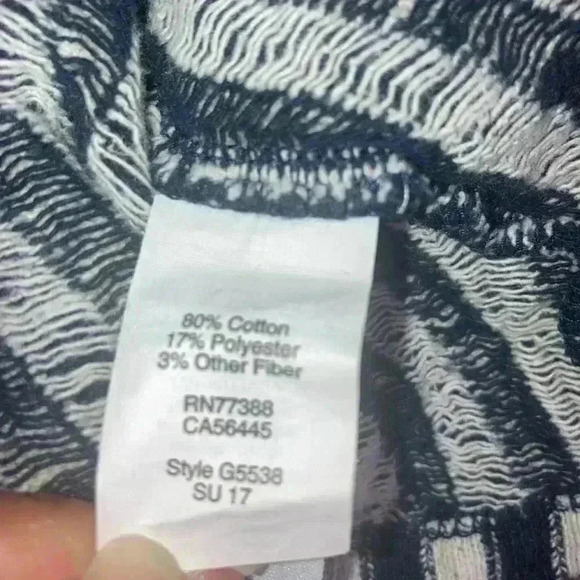 80% Cotton
17% Polyester
3% Other Fiber
RN77388
CA56445
Style G5538
SU 17